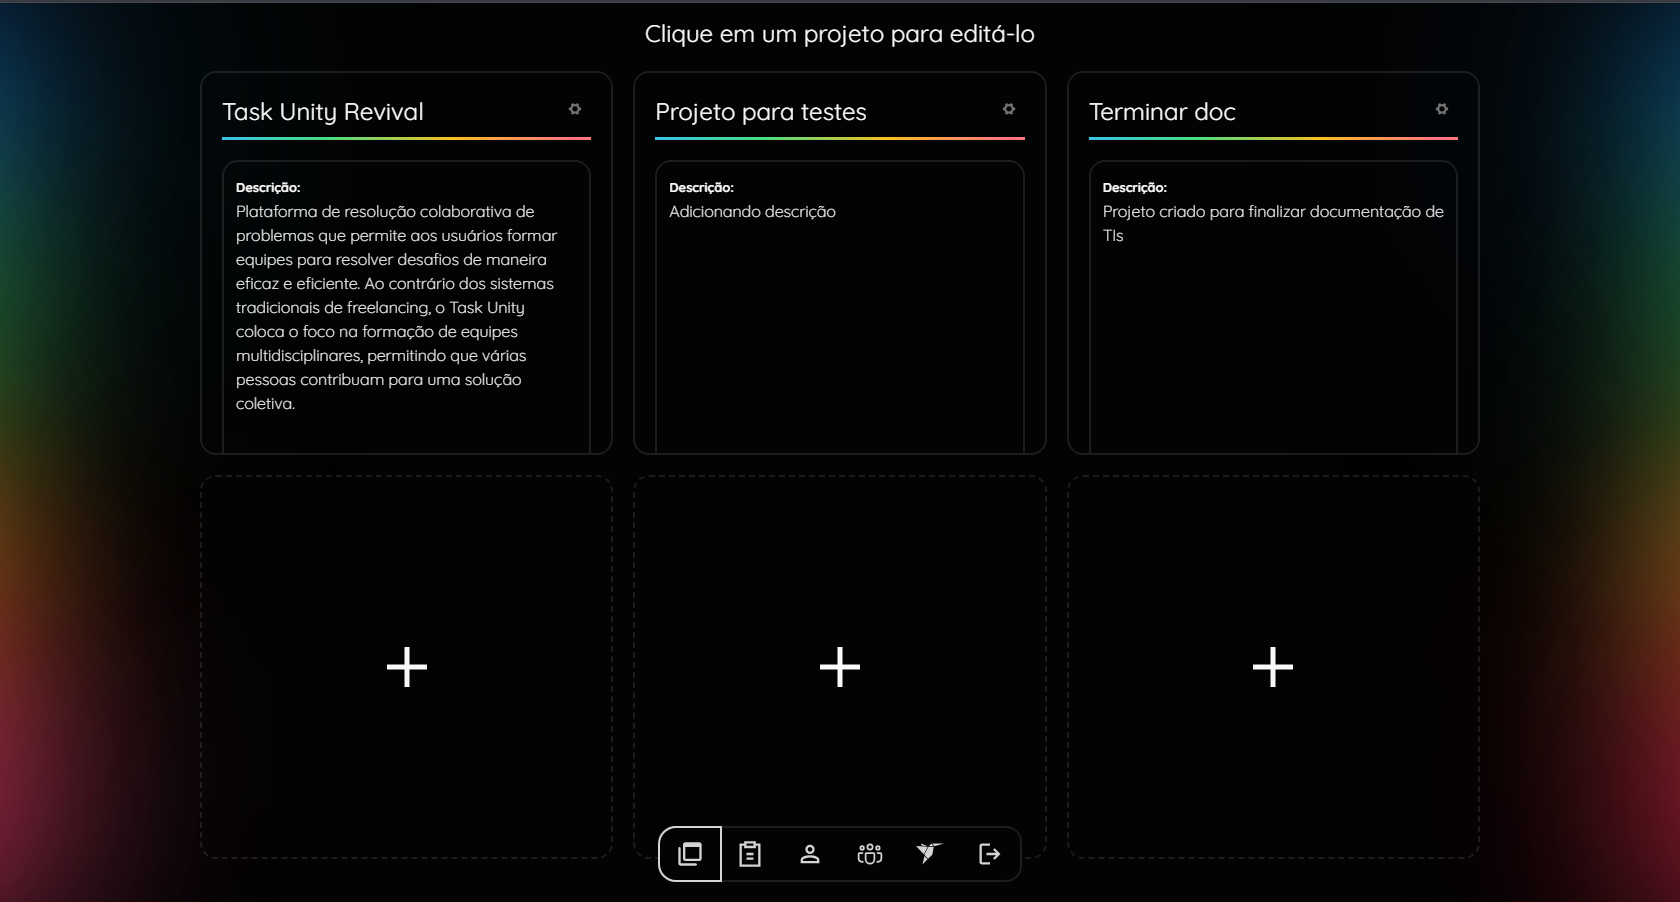 Clique em um projeto para editá-lo
Task Unity Revival
Descrição:
Plataforma de resolução colaborativa de
problemas que permite aos usuários formar
equipes para resolver desafios de maneira
eficaz e eficiente. Ao contrário dos sistemas
tradicionais de freelancing, o Task Unity
coloca o foco na formação de equipes
multidisciplinares, permitindo que várias
pessoas contribuam para uma solução
coletiva.
Projeto para testes
Descrição:
Adicionando descrição
Terminar doc
Descrição:
Projeto criado para finalizar documentação de
TIs